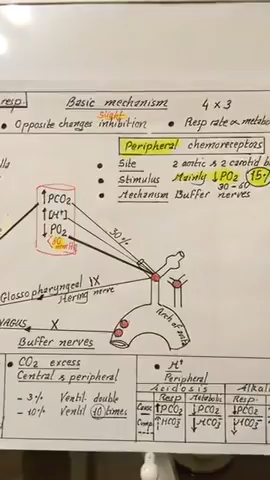 resp. Basic mechanism 4 x 3
Slight
• Opposite changes inhibition • Resp rate ∝ metabo
Peripheral chemoreceptors
• Site 2 aortic & 2 carotid b
• Stimulus Mainly ↓PO2 15%
30-60
• Mechanism Buffer nerves
↑PCO2
↑[H+]
↓PO2
30%
Glossopharyngeal IX
Hering nerve
Arch of aorta
VAGUS X
Buffer nerves
• CO2 excess
Central & peripheral
- 3% Ventil double
- 10% Ventil 10 times
• H+
Peripheral
Acidosis Alkal
Resp Metabolic Resp.
Cause ↑PCO2 ↓HCO3 ↓PCO2
Comp ↑HCO3 ↓PCO2 ↓HCO3